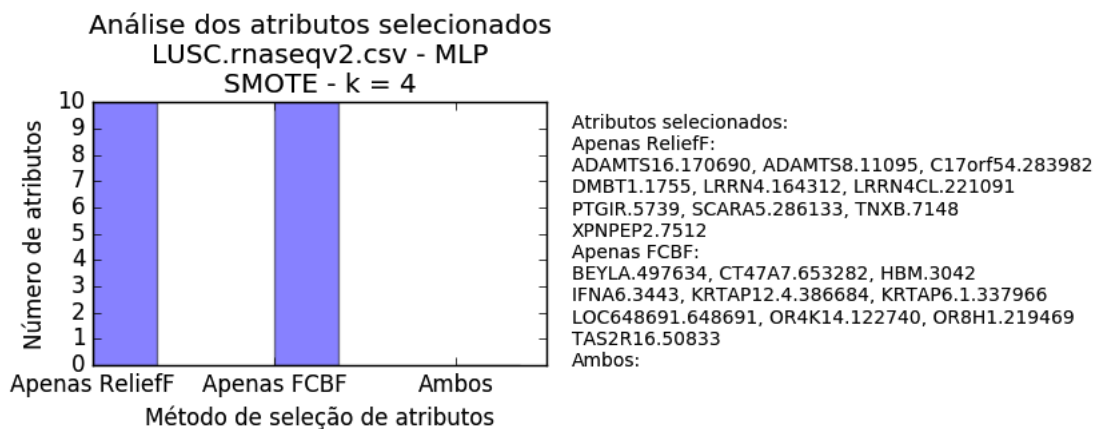 Análise dos atributos selecionados
LUSC.rnaseqv2.csv - MLP
SMOTE - k = 4
Número de atributos
10
9
8
7
6
5
4
3
2
1
0
Apenas ReliefF
Apenas FCBF
Ambos
Método de seleção de atributos
Atributos selecionados:
Apenas ReliefF:
ADAMTS16.170690, ADAMTS8.11095, C17orf54.283982
DMBT1.1755, LRRN4.164312, LRRN4CL.221091
PTGIR.5739, SCARA5.286133, TNXB.7148
XPNPEP2.7512
Apenas FCBF:
BEYLA.497634, CT47A7.653282, HBM.3042
IFNA6.3443, KRTAP12.4.386684, KRTAP6.1.337966
LOC648691.648691, OR4K14.122740, OR8H1.219469
TAS2R16.50833
Ambos: